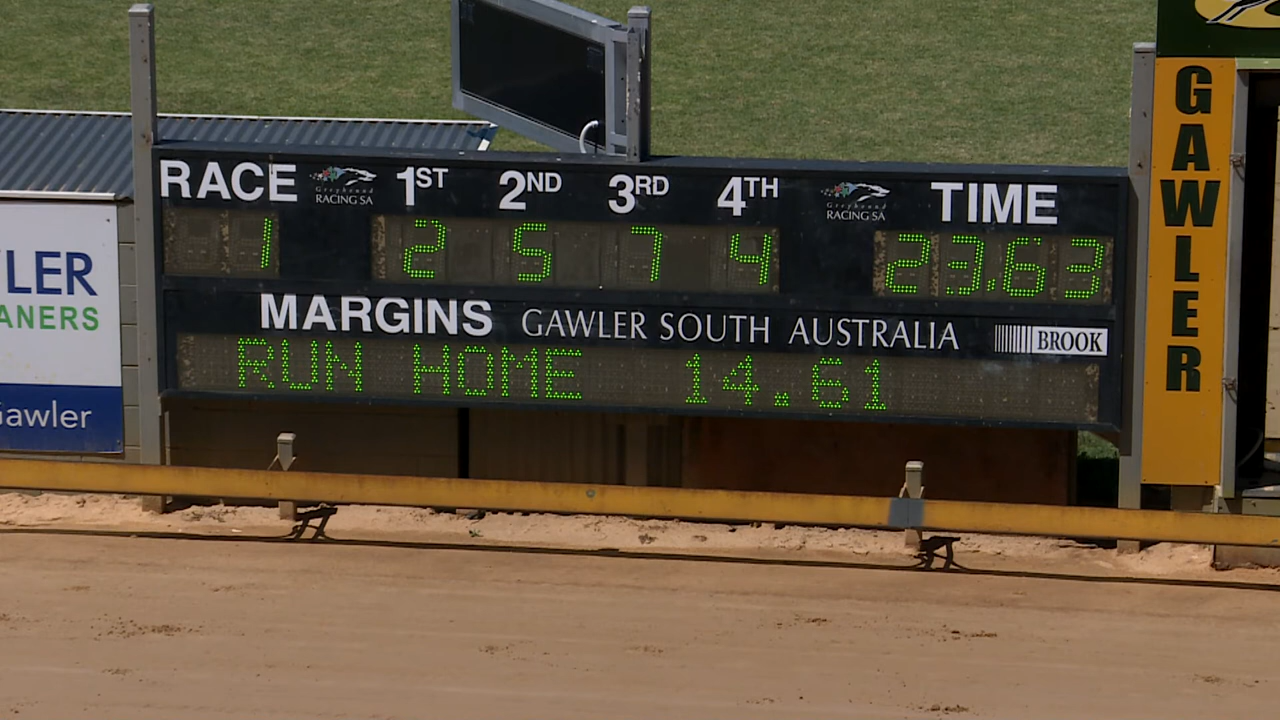 RACE
Greyhound
RACING SA
1ST 2ND 3RD 4TH
Greyhound
RACING SA
TIME
1 2 5 7 4 23.63
MARGINS GAWLER SOUTH AUSTRALIA BROOK
RUN HOME 14.61
LER
ANERS
Gawler
GAWLER